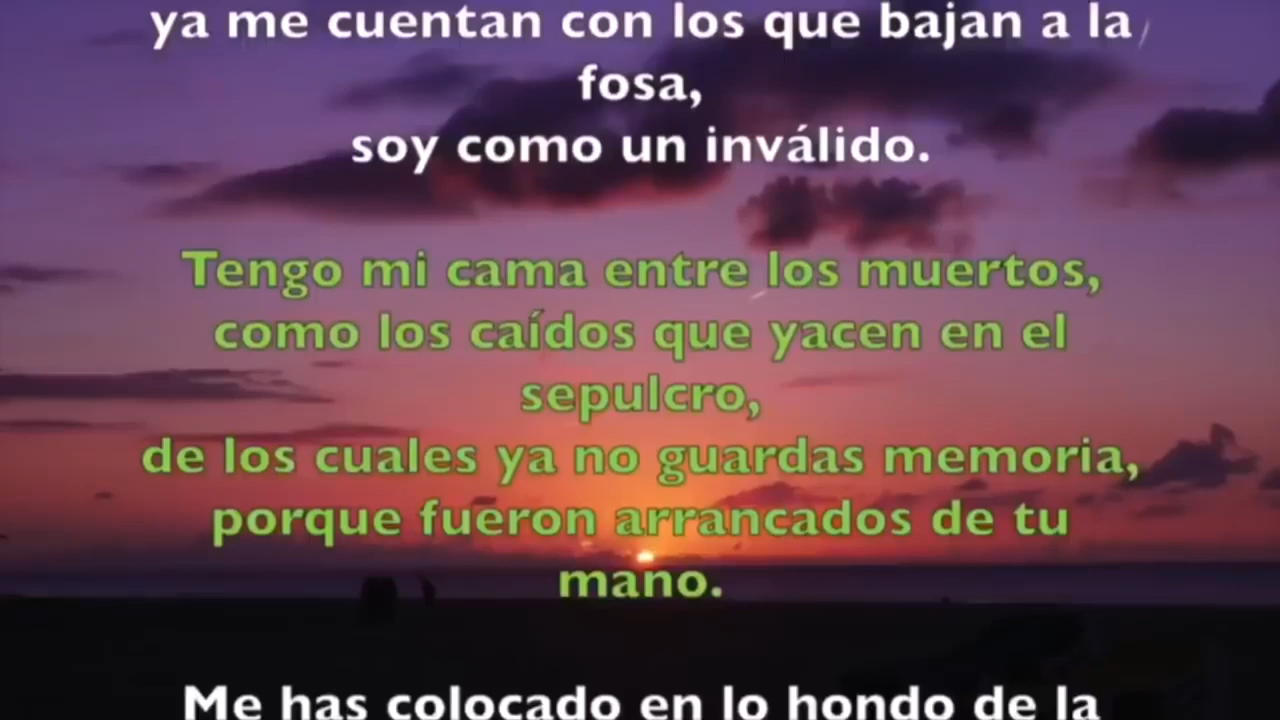 ya me cuentan con los que bajan a la
fosa,
soy como un inválido.
Tengo mi cama entre los muertos,
como los caídos que yacen en el
sepulcro,
de los cuales ya no guardas memoria,
porque fueron arrancados de tu
mano.
Me has colocado en lo hondo de la